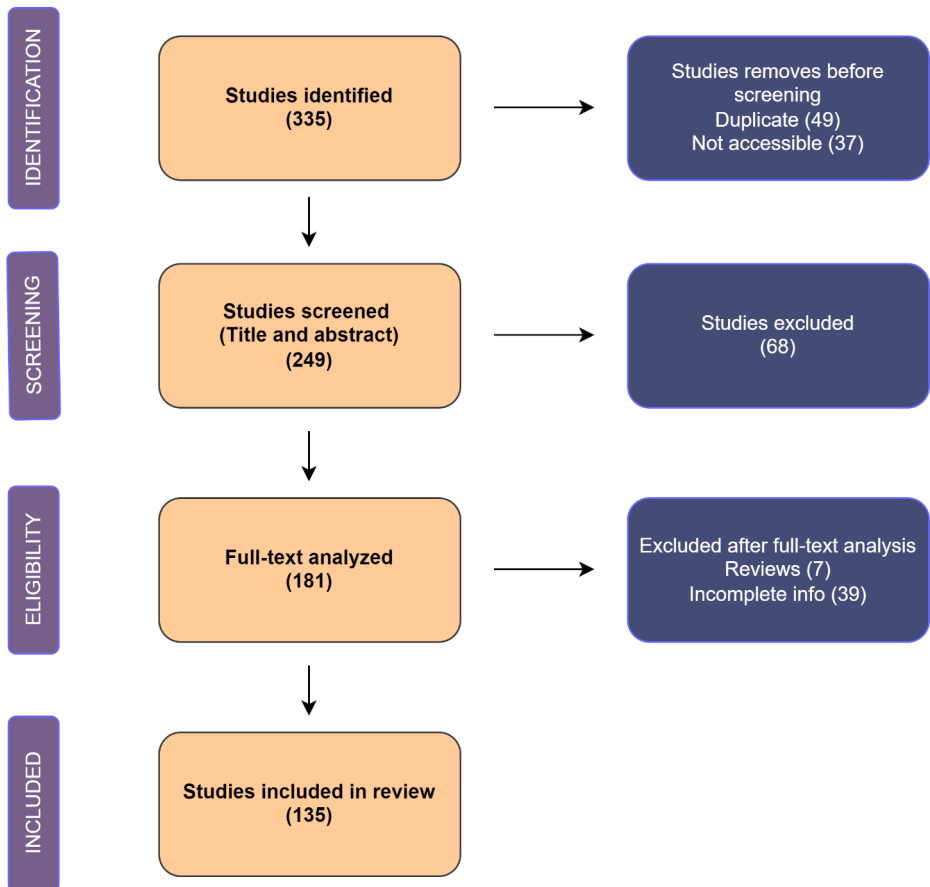 IDENTIFICATION
Studies identified
(335)
Studies removes before
screening
Duplicate (49)
Not accessible (37)
SCREENING
Studies screened
(Title and abstract)
(249)
Studies excluded
(68)
ELIGIBILITY
Full-text analyzed
(181)
Excluded after full-text analysis
Reviews (7)
Incomplete info (39)
INCLUDED
Studies included in review
(135)